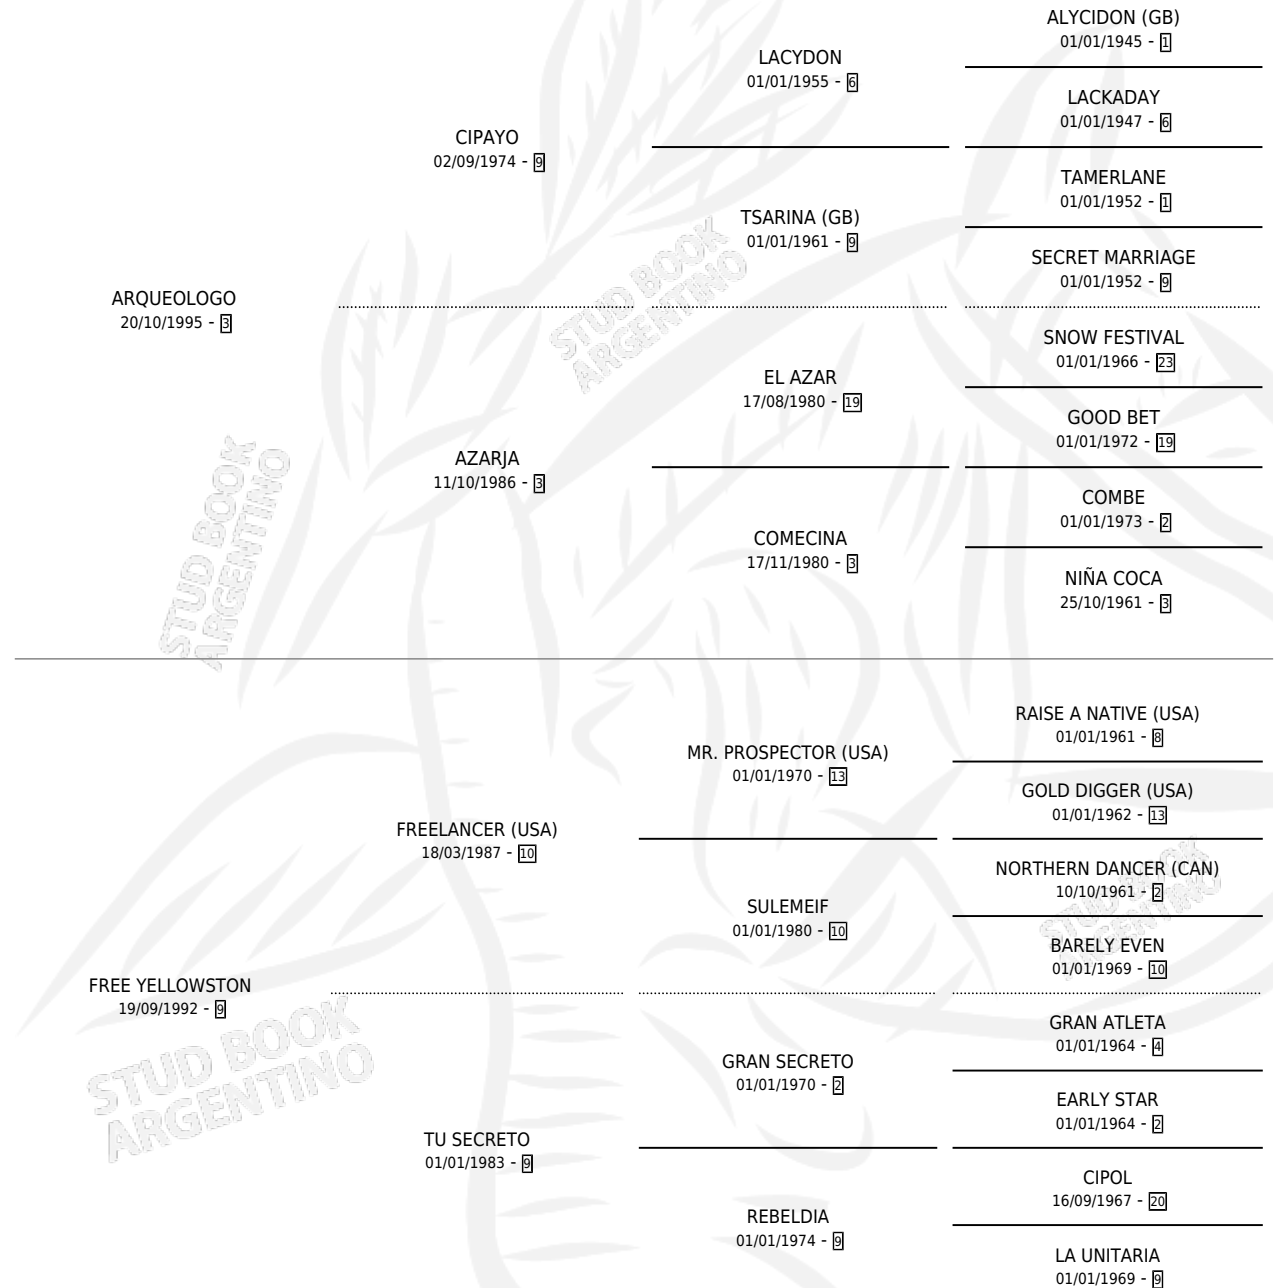 ALYCIDON (GB)
01/01/1945 - 1
LACYDON
01/01/1955 - 6
LACKADAY
01/01/1947 - 6
CIPAYO
02/09/1974 - 9
TAMERLANE
01/01/1952 - 1
TSARINA (GB)
01/01/1961 - 9
SECRET MARRIAGE
01/01/1952 - 9
ARQUEOLOGO
20/10/1995 - 3
SNOW FESTIVAL
01/01/1966 - 23
EL AZAR
17/08/1980 - 19
GOOD BET
01/01/1972 - 19
AZARJA
11/10/1986 - 3
COMBE
01/01/1973 - 2
COMECINA
17/11/1980 - 3
NIÑA COCA
25/10/1961 - 3
STUD BOOK
ARGENTINO
STUD BOOK
ARGENTINO
RAISE A NATIVE (USA)
01/01/1961 - 8
MR. PROSPECTOR (USA)
01/01/1970 - 13
GOLD DIGGER (USA)
01/01/1962 - 13
FREELANCER (USA)
18/03/1987 - 10
NORTHERN DANCER (CAN)
10/10/1961 - 2
SULEMEIF
01/01/1980 - 10
BARELY EVEN
01/01/1969 - 10
STUD BOOK
ARGENTINO
FREE YELLOWSTON
19/09/1992 - 9
GRAN ATLETA
01/01/1964 - 4
GRAN SECRETO
01/01/1970 - 2
EARLY STAR
01/01/1964 - 2
TU SECRETO
01/01/1983 - 9
CIPOL
16/09/1967 - 20
REBELDIA
01/01/1974 - 9
LA UNITARIA
01/01/1969 - 9
STUD BOOK
ARGENTINO